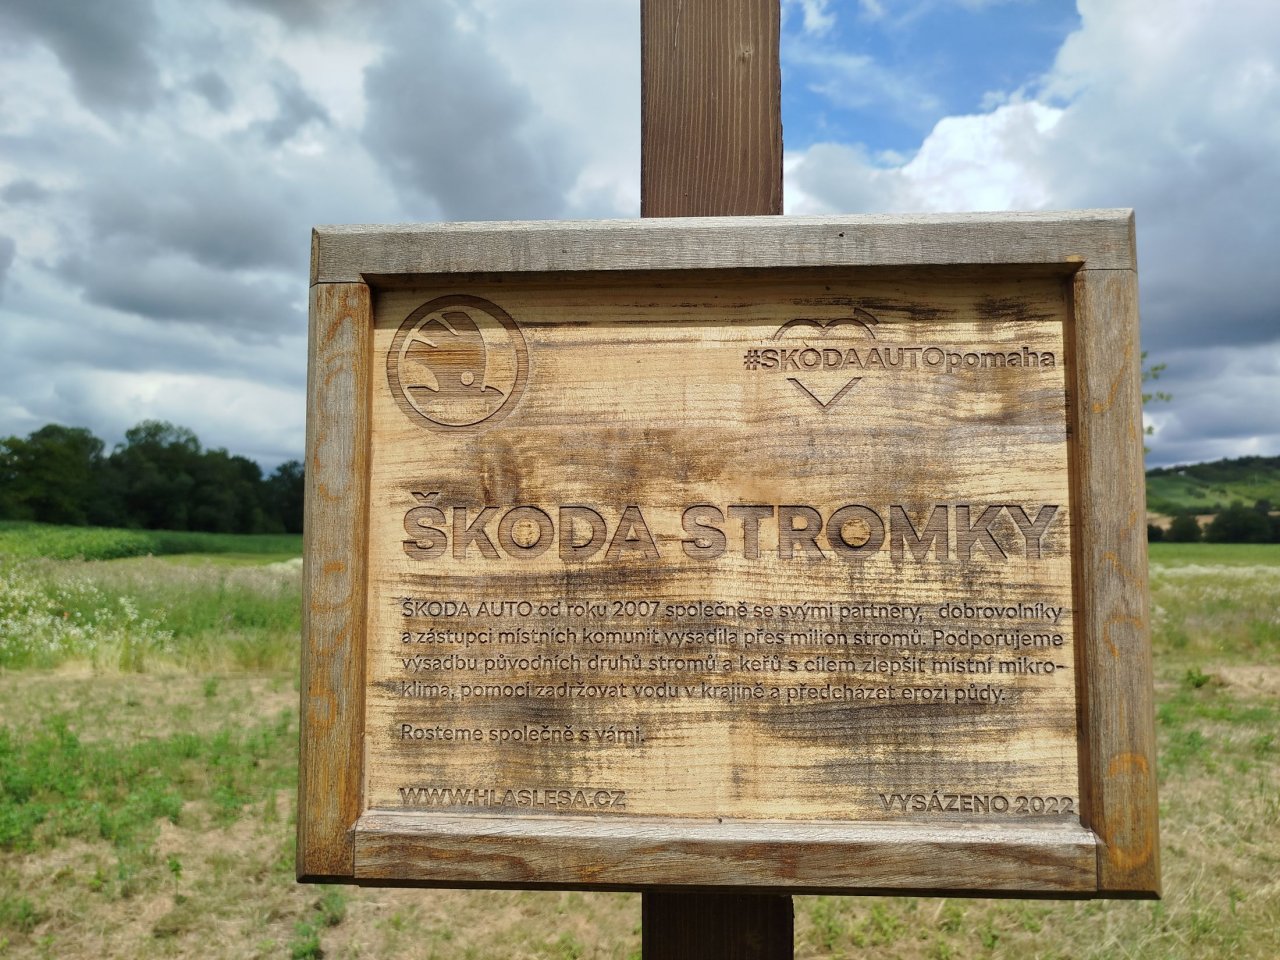 #ŠKODAAUTOpomaha
ŠKODA STROMKY
ŠKODA AUTO od roku 2007 společně se svými partnery, dobrovolníky
a zástupci místních komunit vysadila přes milion stromů. Podporujeme
výsadbu původních druhů stromů a keřů s cílem zlepšit místní mikro-
klima, pomoci zadržovat vodu v krajině a předcházet erozi půdy.
Rosteme společně s vámi.
WWW.HLASLESA.CZ
VYSÁZENO 2022